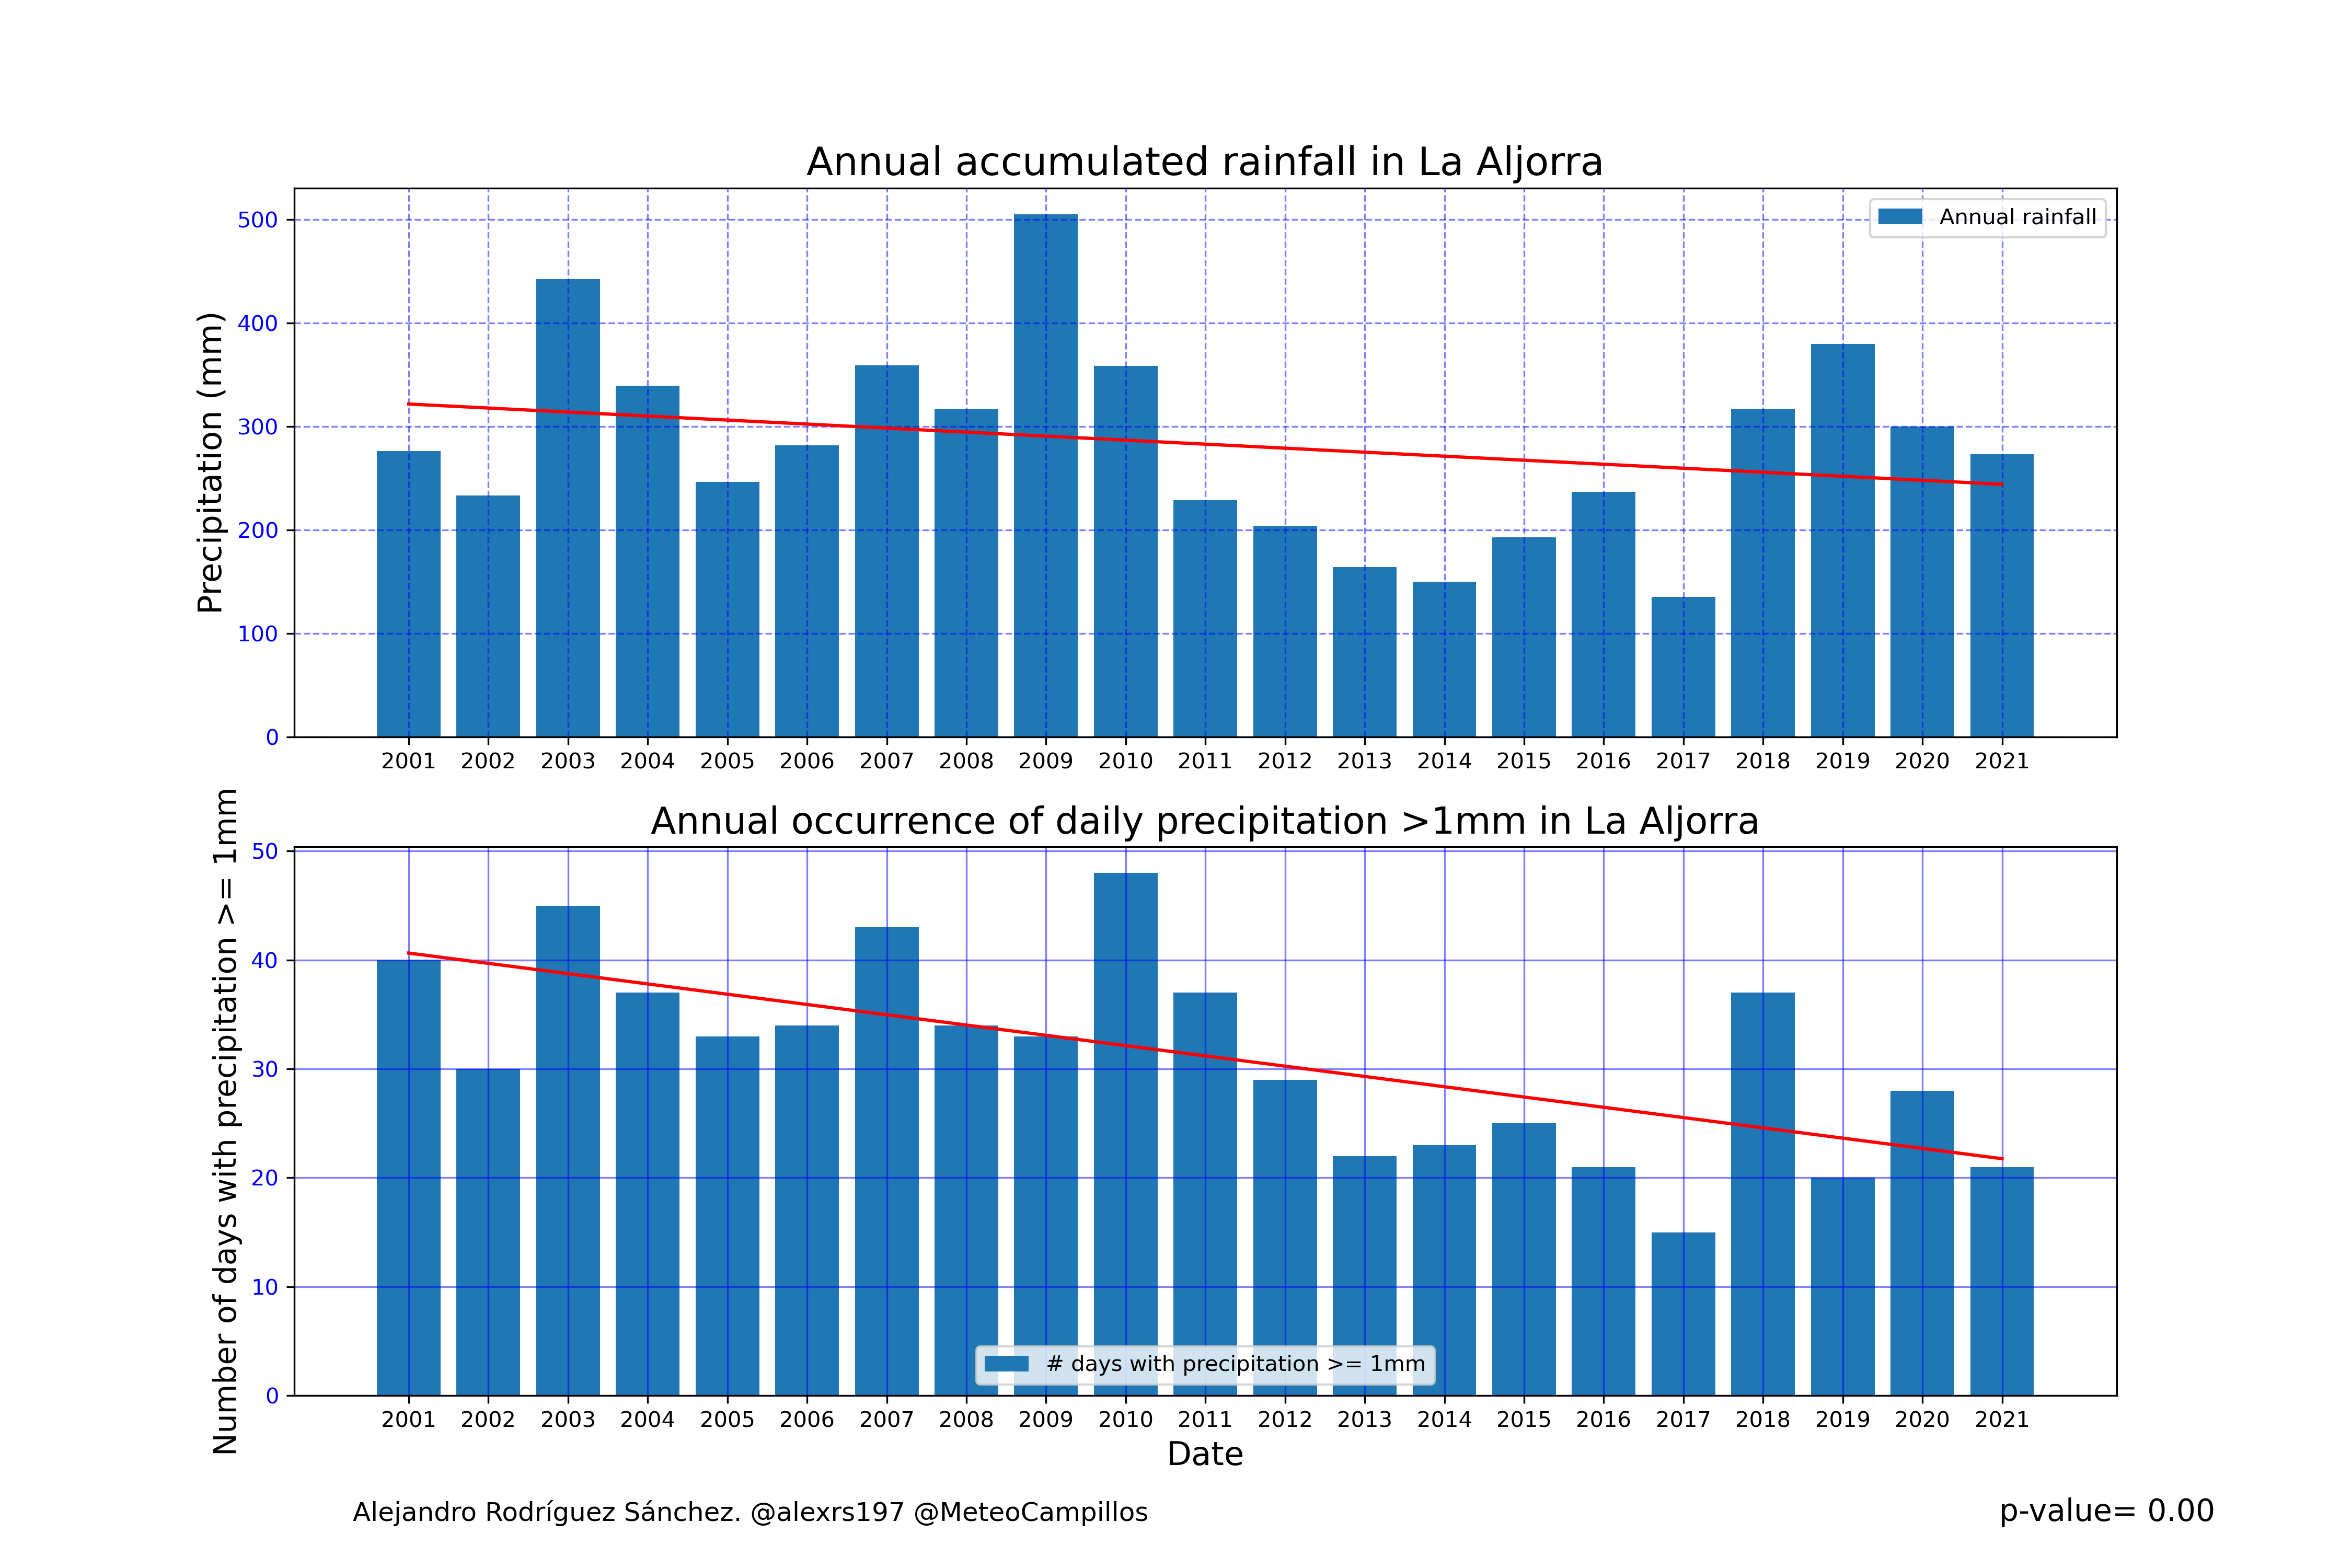 Annual accumulated rainfall in La Aljorra
Precipitation (mm)
500
400
300
200
100
0
Annual rainfall
2001 2002 2003 2004 2005 2006 2007 2008 2009 2010 2011 2012 2013 2014 2015 2016 2017 2018 2019 2020 2021
Annual occurrence of daily precipitation >1mm in La Aljorra
Number of days with precipitation >= 1mm
50
40
30
20
10
0
# days with precipitation >= 1mm
2001 2002 2003 2004 2005 2006 2007 2008 2009 2010 2011 2012 2013 2014 2015 2016 2017 2018 2019 2020 2021
Date
Alejandro Rodríguez Sánchez. @alexrs197 @MeteoCampillos
p-value= 0.00